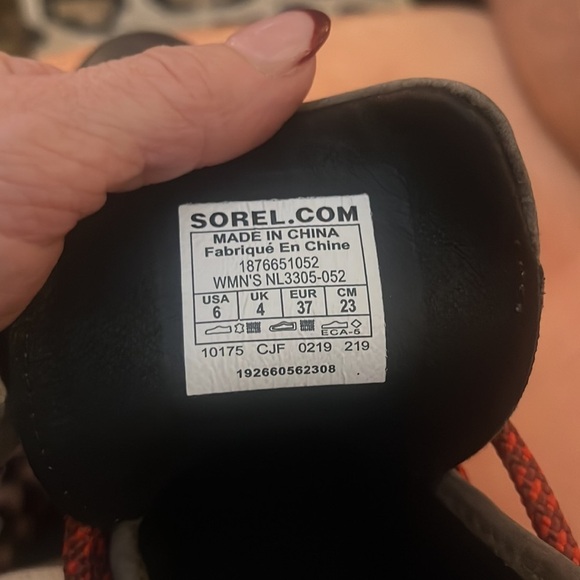 SOREL.COM
MADE IN CHINA
Fabriqué En Chine
1876651052
WMN'S NL3305-052
USA UK EUR CM
6 4 37 23
ECA-5
10175 CJF 0219 219
192660562308